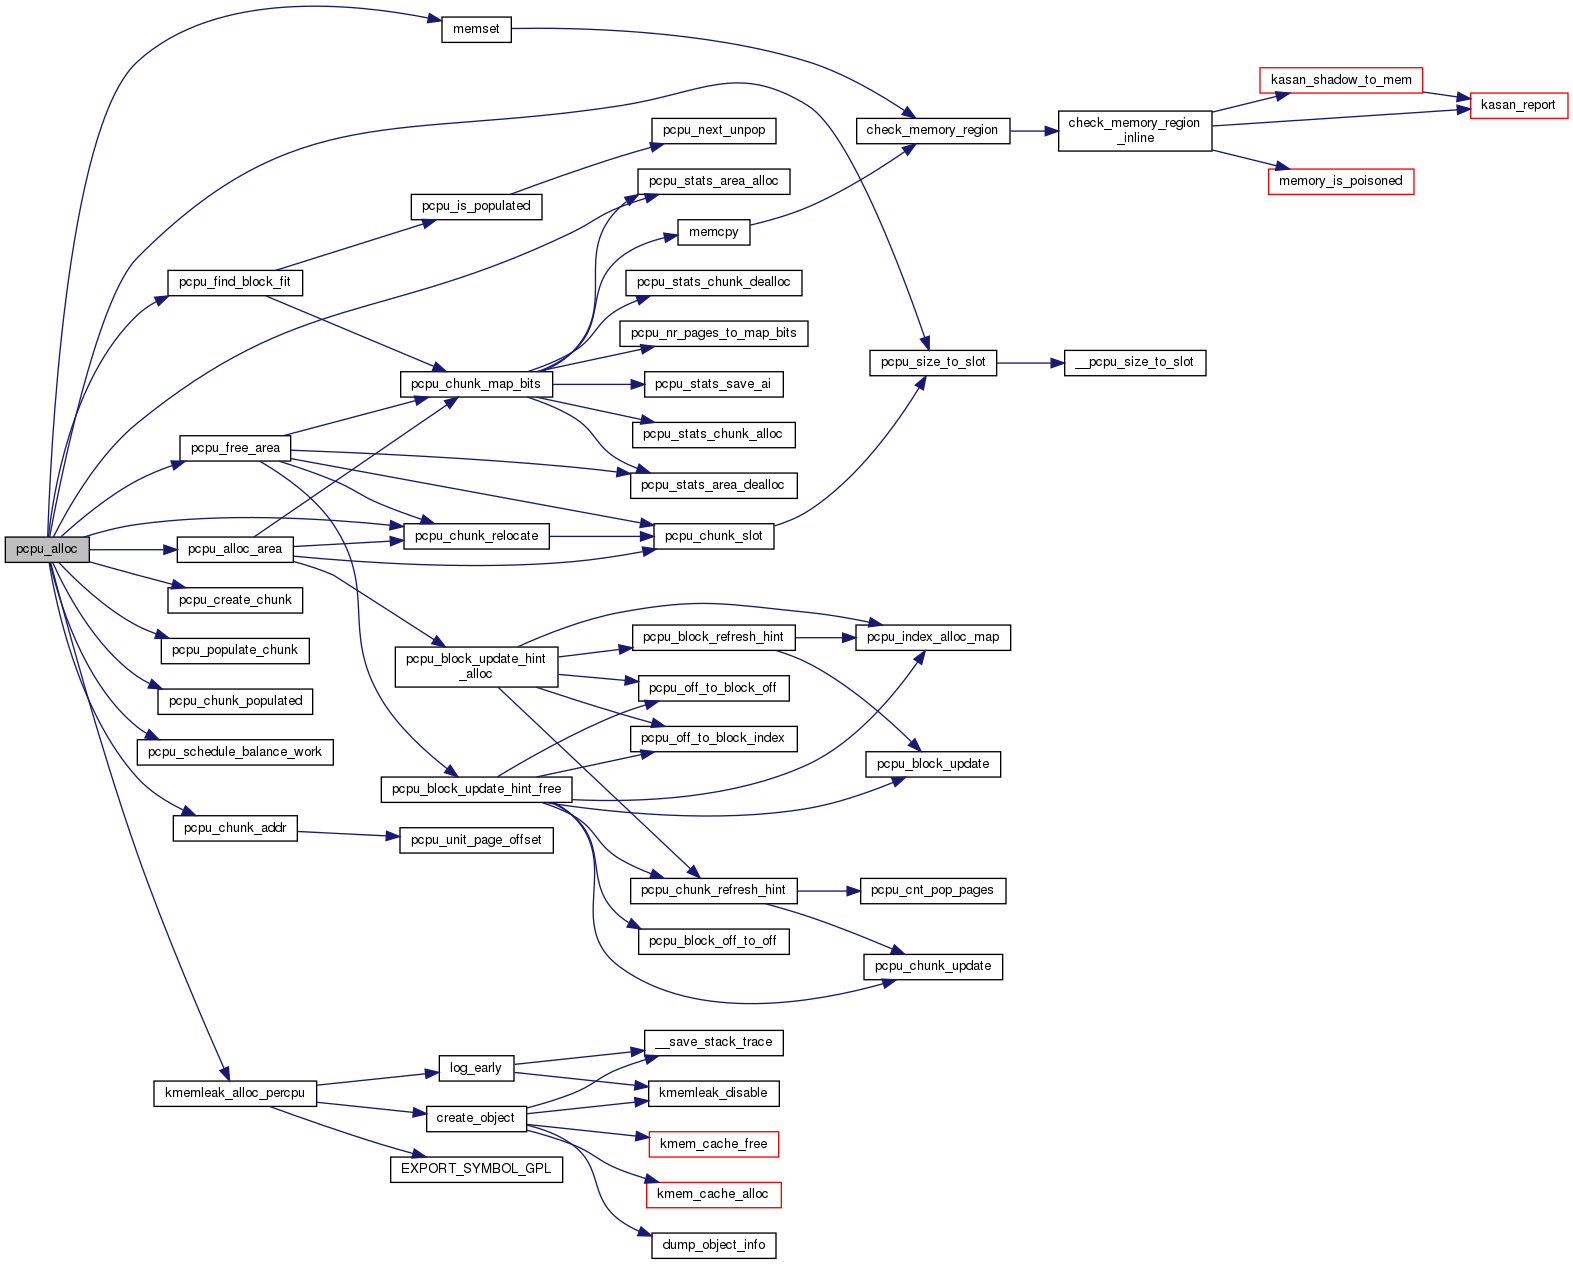 memset
kasan_shadow_to_mem
kasan_report
check_memory_region
check_memory_region
_inline
pcpu_next_unpop
pcpu_stats_area_alloc
memory_is_poisoned
pcpu_is_populated
memcpy
pcpu_find_block_fit
pcpu_stats_chunk_dealloc
pcpu_nr_pages_to_map_bits
pcpu_size_to_slot
__pcpu_size_to_slot
pcpu_chunk_map_bits
pcpu_stats_save_ai
pcpu_stats_chunk_alloc
pcpu_free_area
pcpu_stats_area_dealloc
pcpu_chunk_relocate
pcpu_chunk_slot
pcpu_alloc
pcpu_alloc_area
pcpu_create_chunk
pcpu_block_refresh_hint
pcpu_index_alloc_map
pcpu_populate_chunk
pcpu_block_update_hint
_alloc
pcpu_off_to_block_off
pcpu_chunk_populated
pcpu_off_to_block_index
pcpu_schedule_balance_work
pcpu_block_update
pcpu_block_update_hint_free
pcpu_chunk_addr
pcpu_unit_page_offset
pcpu_chunk_refresh_hint
pcpu_cnt_pop_pages
pcpu_block_off_to_off
pcpu_chunk_update
__save_stack_trace
log_early
kmemleak_alloc_percpu
kmemleak_disable
create_object
kmem_cache_free
EXPORT_SYMBOL_GPL
kmem_cache_alloc
dump_object_info